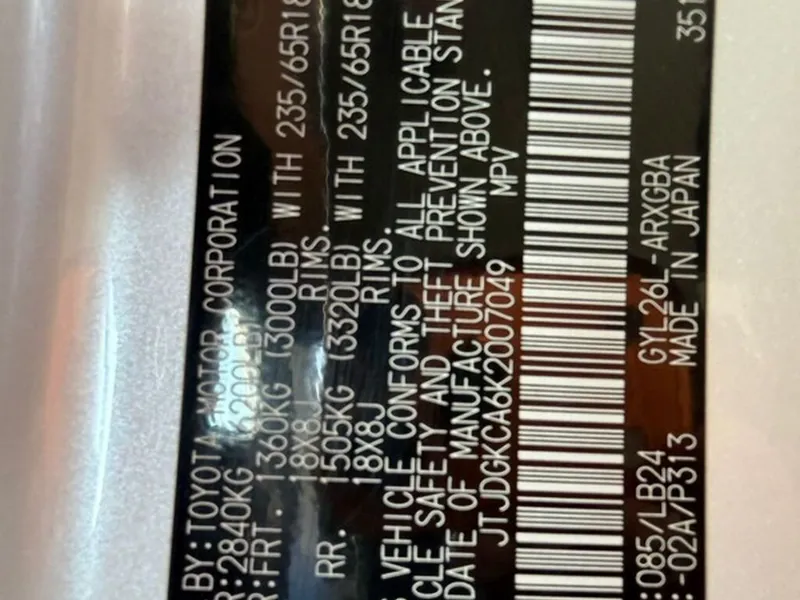 BY:TOYOTA MOTOR CORPORATION
:2840KG (6200LB)
:FRT. 1360KG (3000LB) WITH 235/65R18
18X8J RIMS.
RR. 1505KG (3320LB) WITH 235/65R18
18X8J RIMS.
VEHICLE CONFORMS TO ALL APPLICABLE
CLE SAFETY AND THEFT PREVENTION STAN
DATE OF MANUFACTURE SHOWN ABOVE.
JTJDGKCA6K2007049 MPV
:085/LB24 GYL26L-ARXGBA 351
:-02A/P313 MADE IN JAPAN